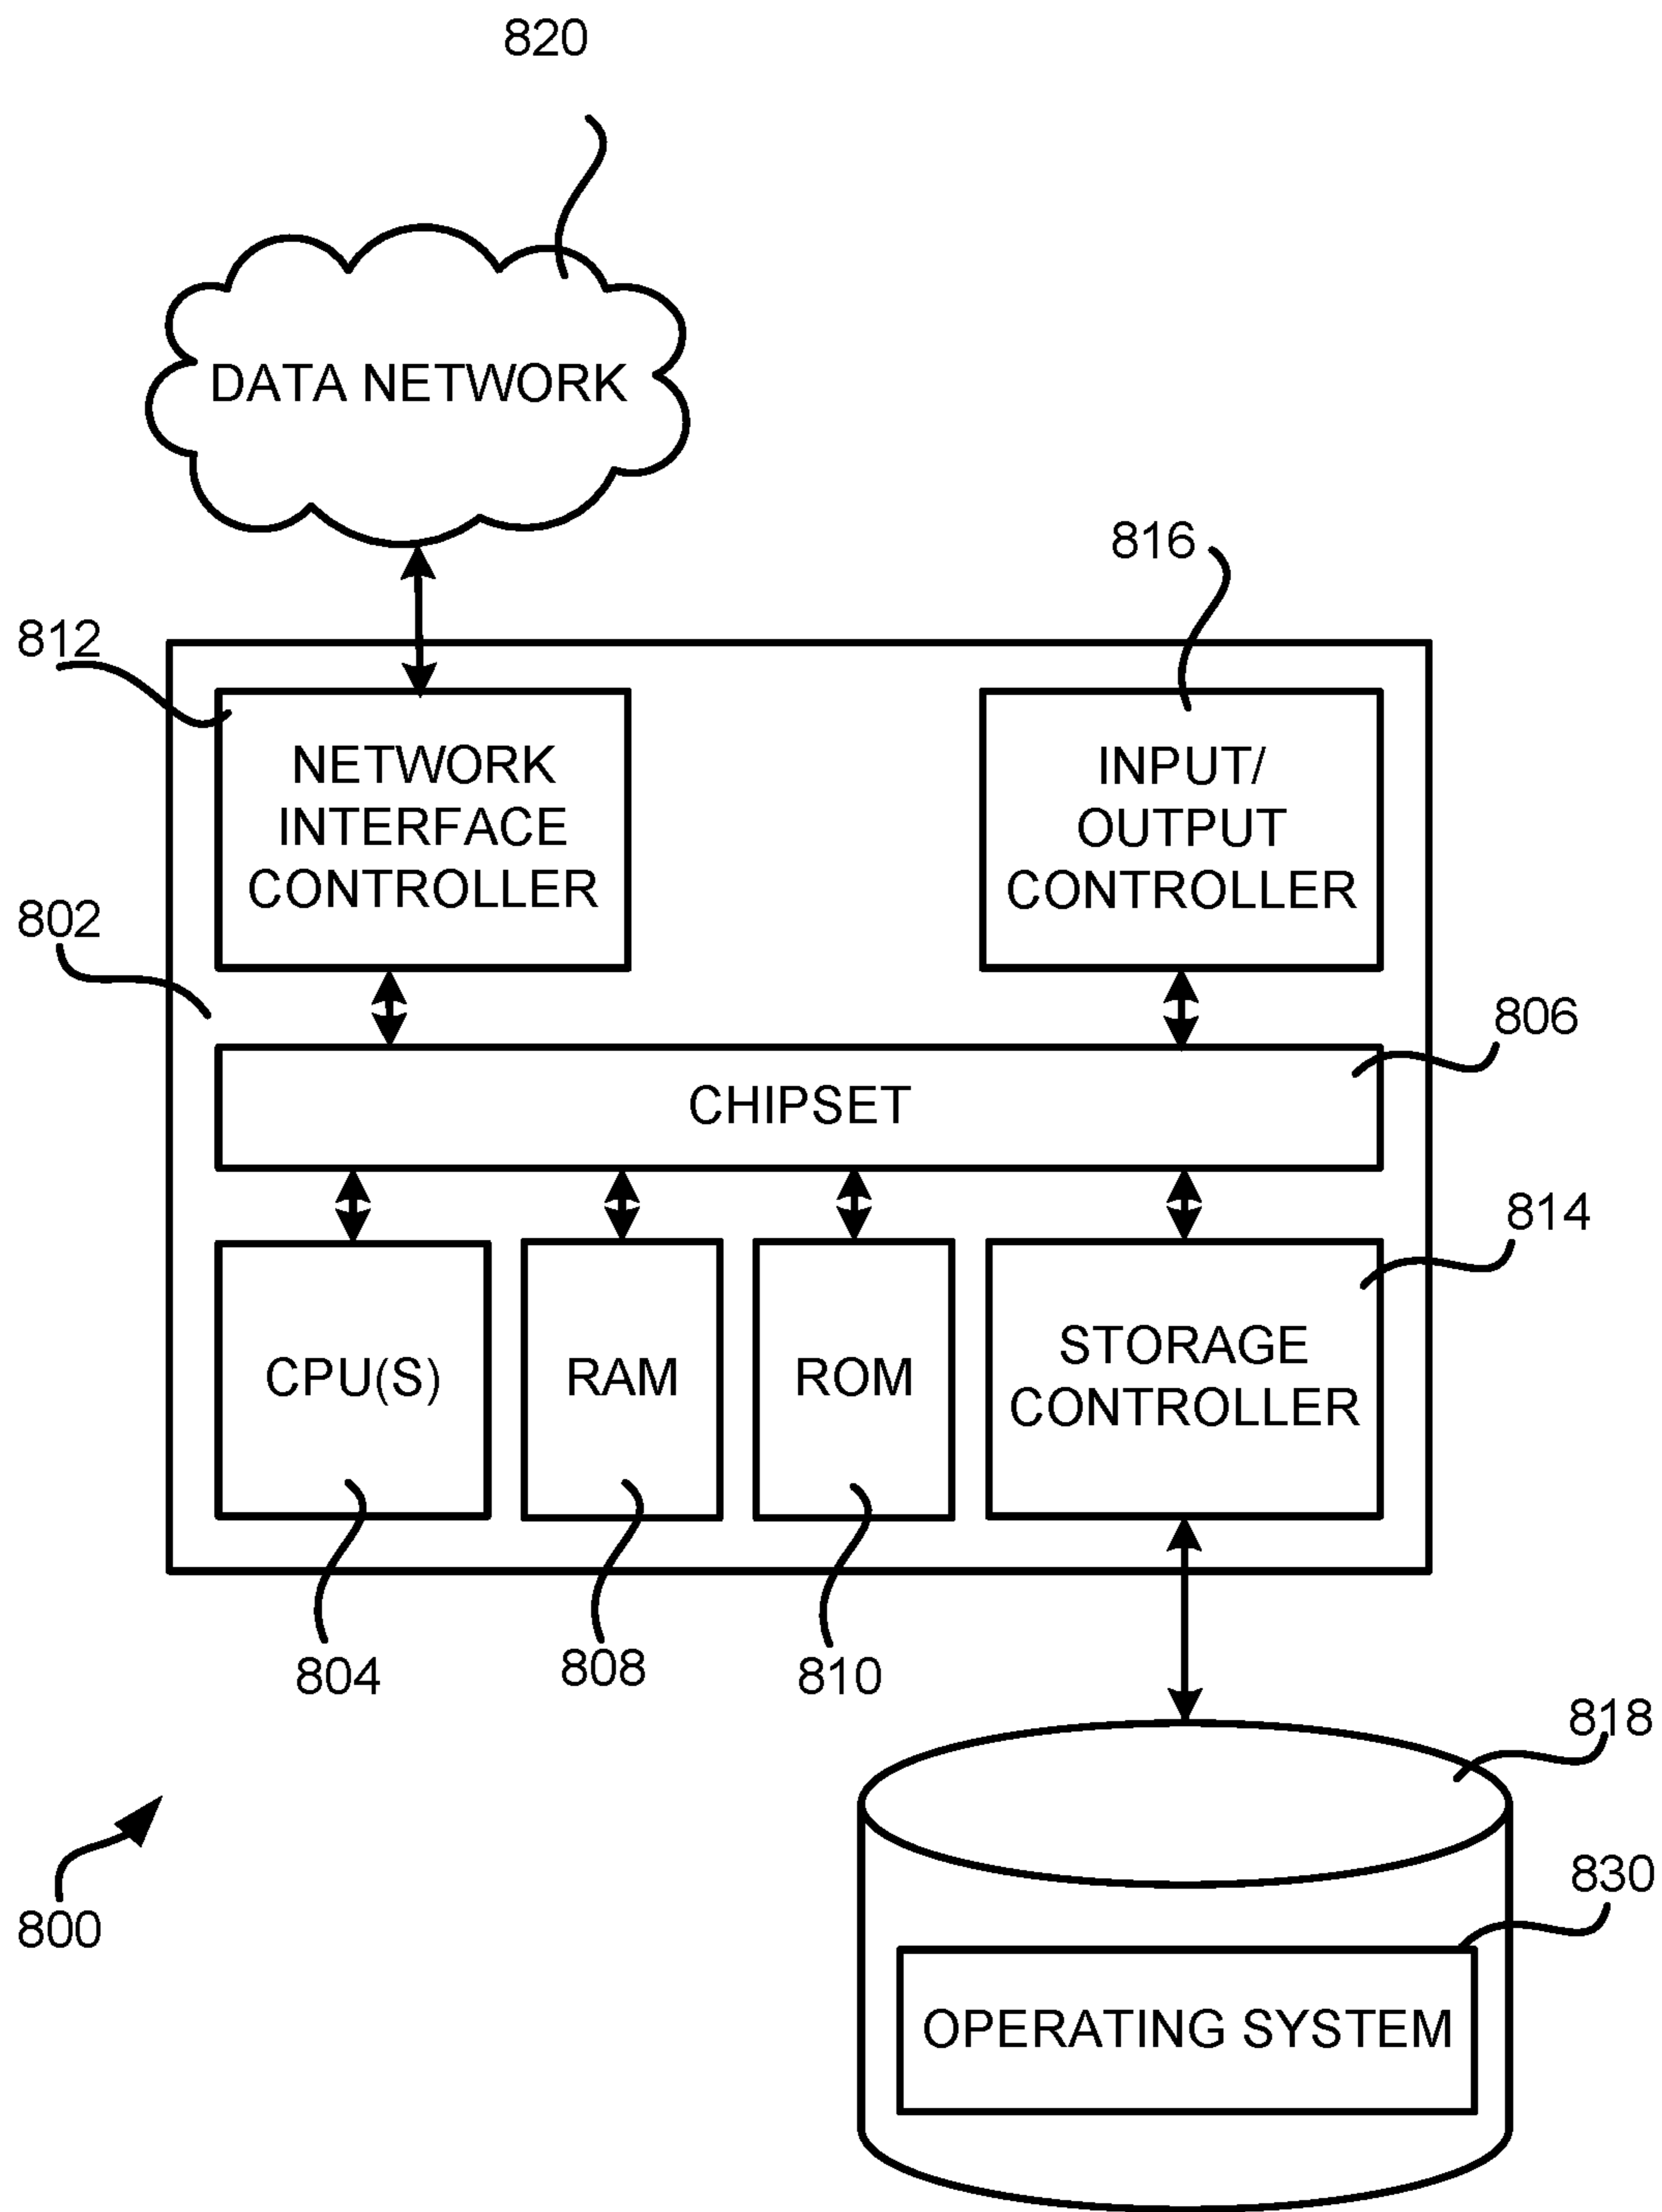 820
DATA NETWORK
816
812
NETWORK
INTERFACE
CONTROLLER
INPUT/
OUTPUT
CONTROLLER
802
806
CHIPSET
814
CPU(S)
RAM
ROM
STORAGE
CONTROLLER
804
808
810
818
830
800
OPERATING SYSTEM